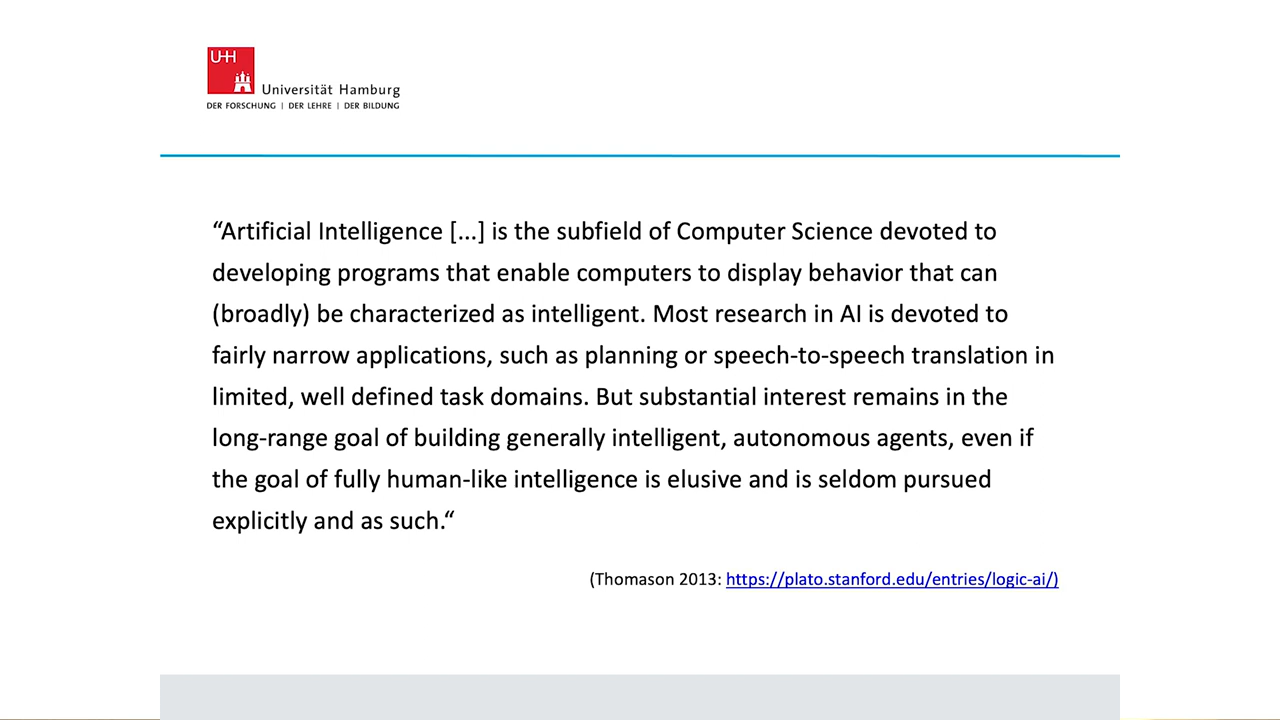 UHH
Universität Hamburg
DER FORSCHUNG | DER LEHRE | DER BILDUNG
“Artificial Intelligence [...] is the subfield of Computer Science devoted to
developing programs that enable computers to display behavior that can
(broadly) be characterized as intelligent. Most research in AI is devoted to
fairly narrow applications, such as planning or speech-to-speech translation in
limited, well defined task domains. But substantial interest remains in the
long-range goal of building generally intelligent, autonomous agents, even if
the goal of fully human-like intelligence is elusive and is seldom pursued
explicitly and as such.“
(Thomason 2013: https://plato.stanford.edu/entries/logic-ai/)